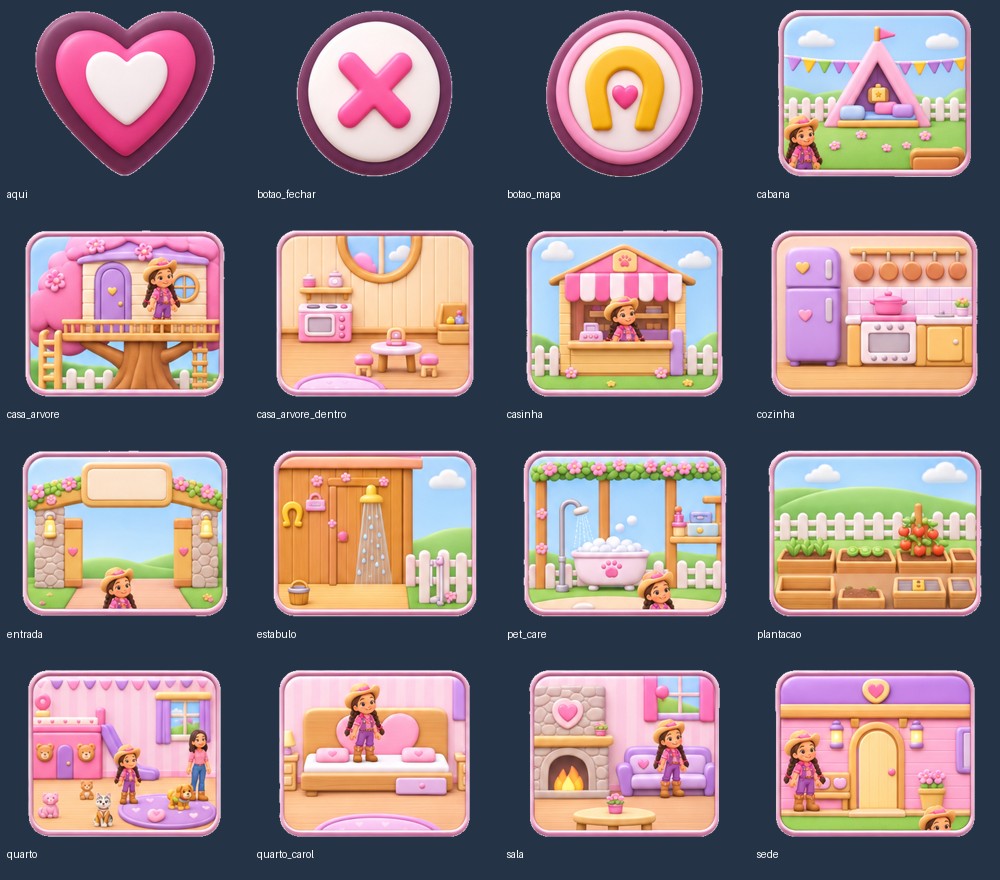 aqui
botao_fechar
botao_mapa
cabana
casa_arvore
casa_arvore_dentro
casinha
cozinha
entrada
estabulo
pet_care
plantacao
quarto
quarto_carol
sala
sede